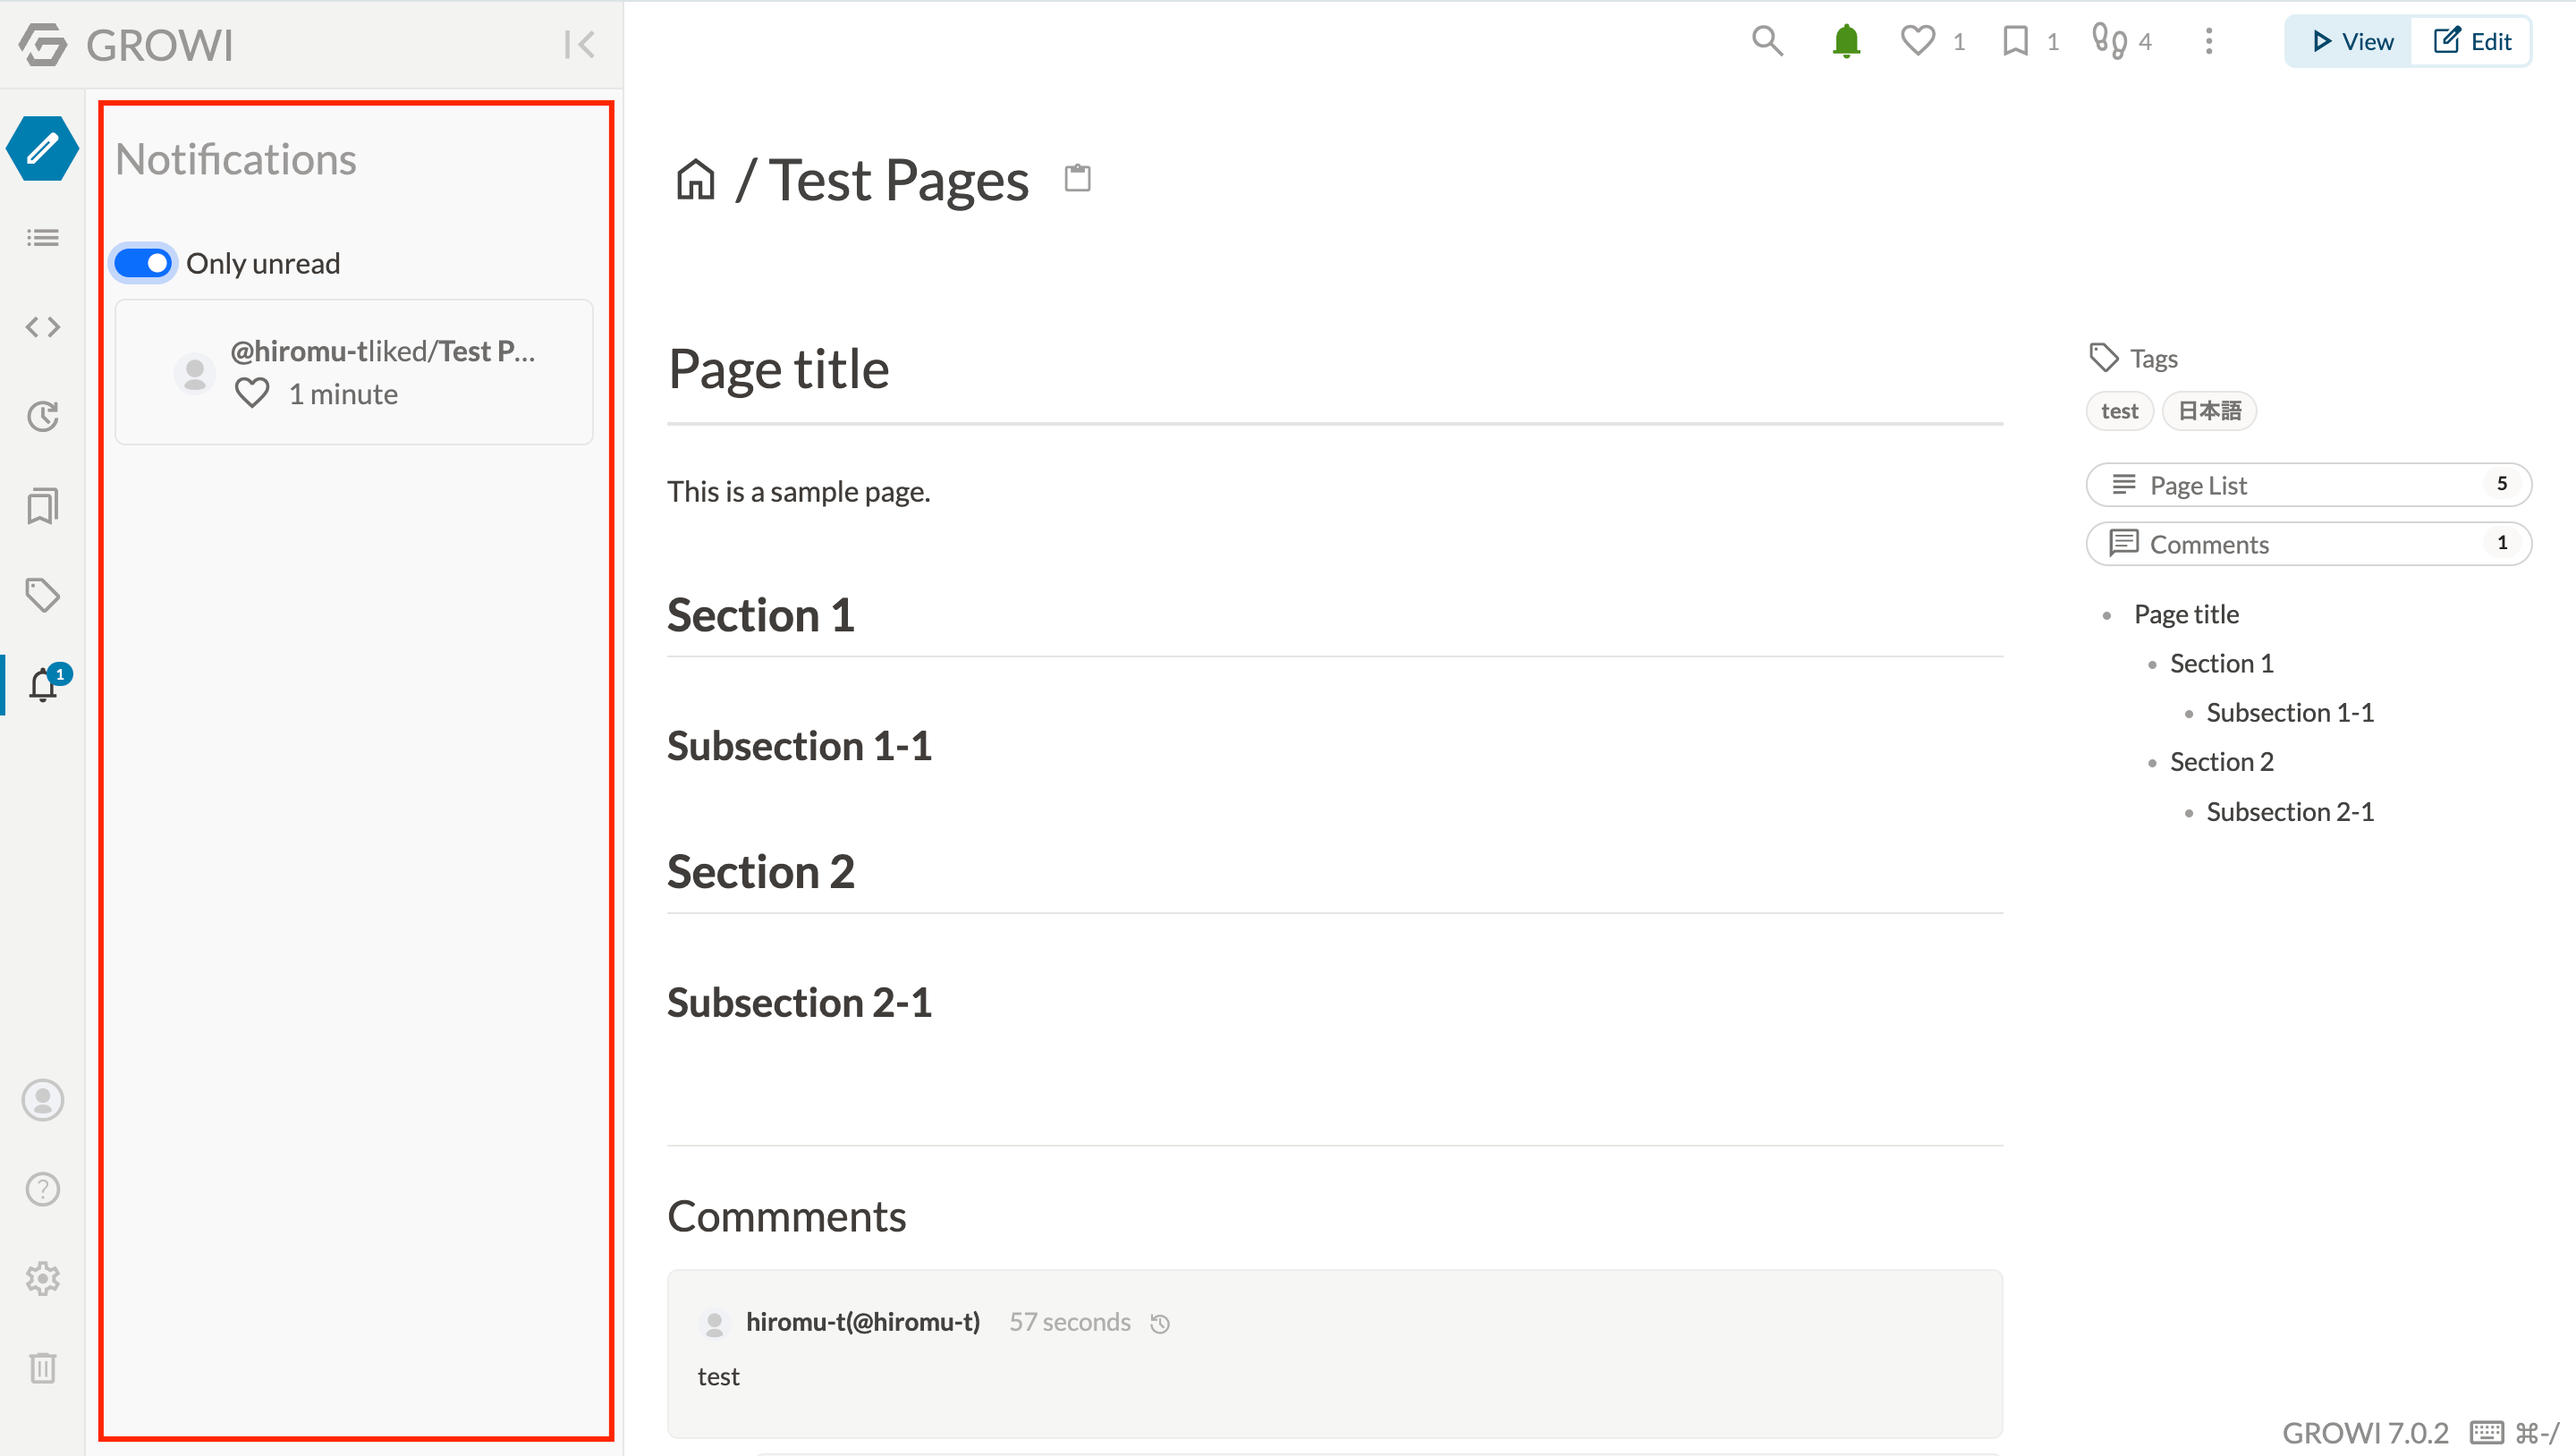 GROWI
Notifications
Only unread
@hiromu-tliked/Test P...
1 minute
1
1
1
4
View
Edit
/ Test Pages
Page title
This is a sample page.
Section 1
Subsection 1-1
Section 2
Subsection 2-1
Commments
hiromu-t(@hiromu-t) 57 seconds
test
Tags
test 日本語
Page List 5
Comments 1
Page title
Section 1
Subsection 1-1
Section 2
Subsection 2-1
GROWI 7.0.2 ⌘-/